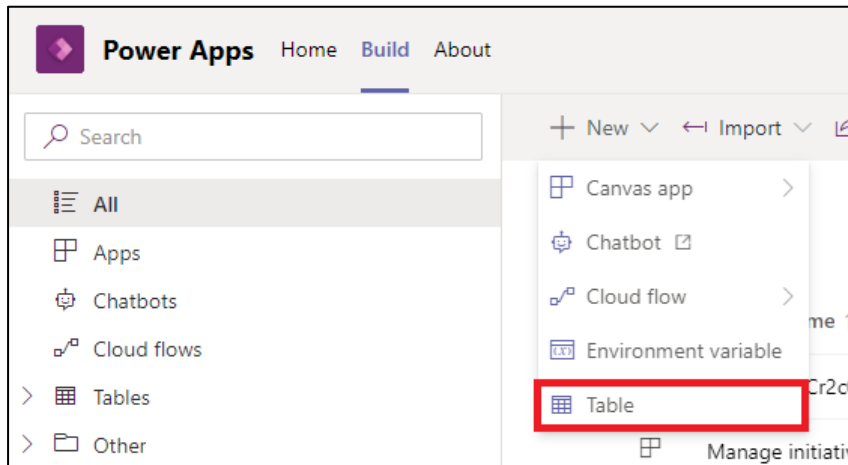 Power Apps Home Build About
Search
New Import
All
Apps
Chatbots
Cloud flows
Tables
Other
Canvas app
Chatbot
Cloud flow
Environment variable
Table
Manage